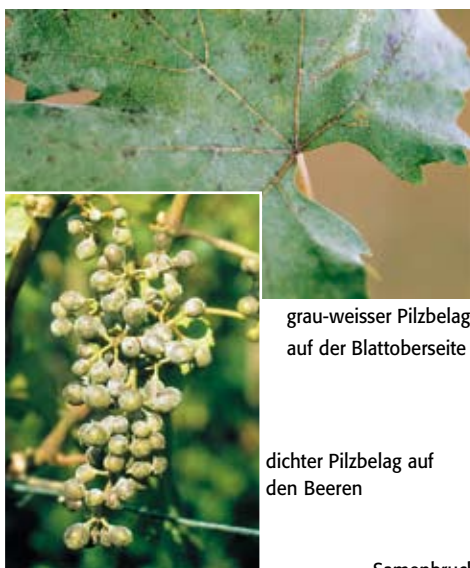 grau-weisser Pilzbelag
auf der Blattoberseite
dichter Pilzbelag auf
den Beeren